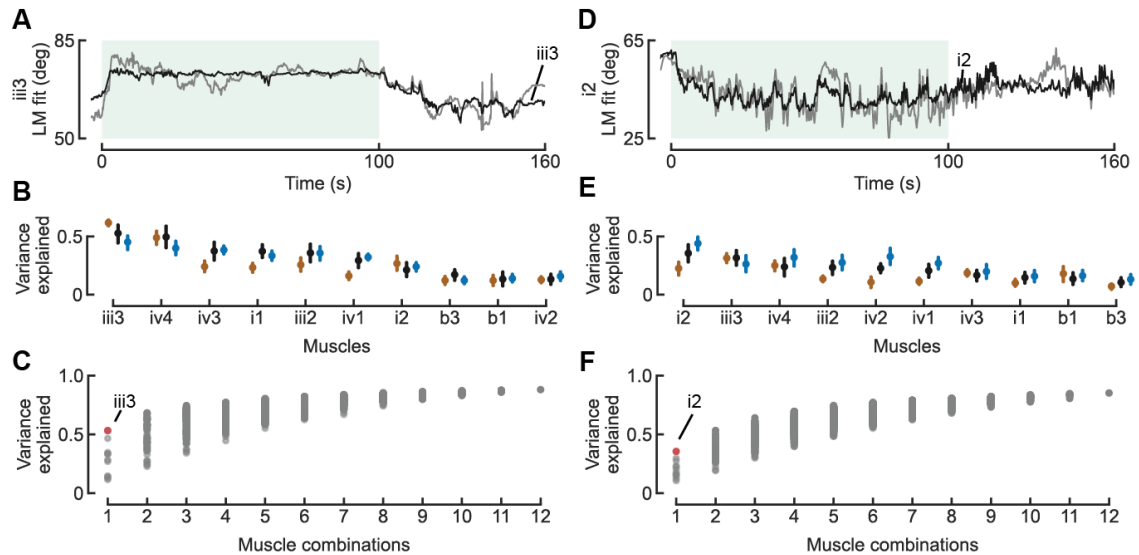 A
85
iii3
LM fit (deg)
50
iii3
0
100
160
Time (s)
B
Variance
explained
0.5
0
iii3 iv4 iv3 i1 iii2 iv1 i2 b3 b1 iv2
Muscles
C
1.0
Variance
explained
0.5
0
iii3
1 2 3 4 5 6 7 8 9 10 11 12
Muscle combinations
D
65
i2
LM fit (deg)
25
i2
0
100
160
Time (s)
E
Variance
explained
0.5
0
i2 iii3 iv4 iii2 iv2 iv1 iv3 i1 b1 b3
Muscles
F
1.0
Variance
explained
0.5
0
i2
1 2 3 4 5 6 7 8 9 10 11 12
Muscle combinations